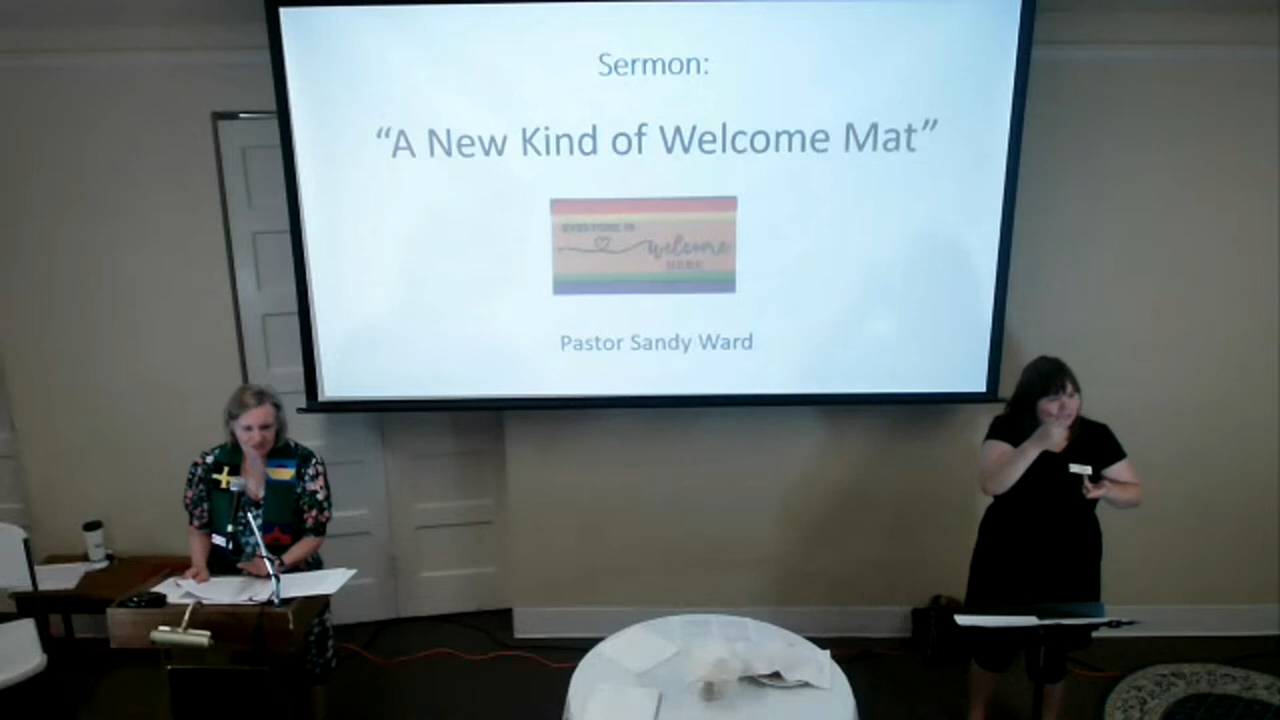 Sermon:
“A New Kind of Welcome Mat”
EVERYONE IS
welcome
HERE
Pastor Sandy Ward